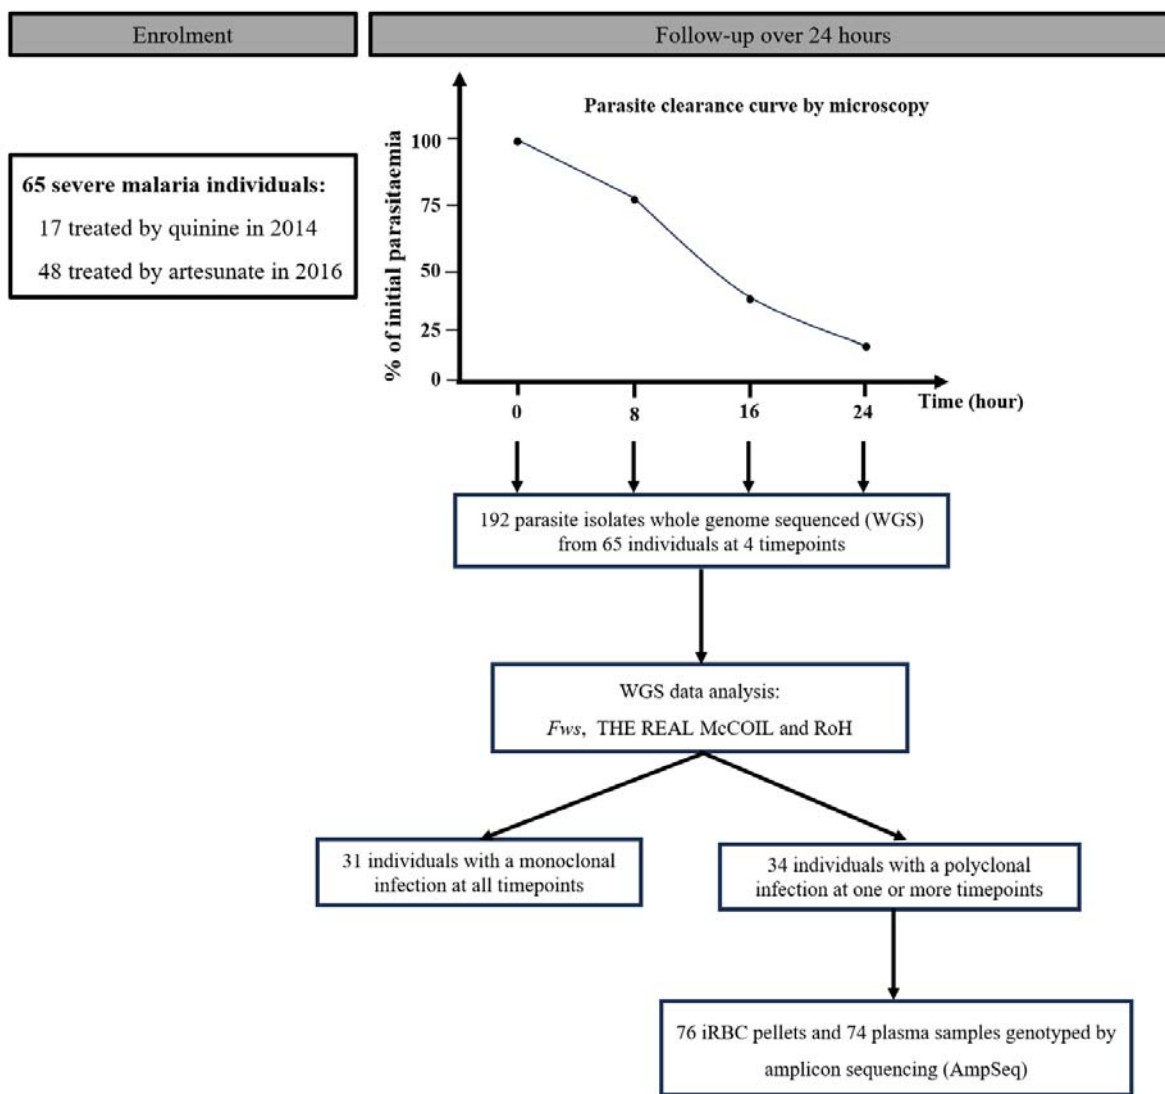 Enrolment
Follow-up over 24 hours
65 severe malaria individuals:
17 treated by quinine in 2014
48 treated by artesunate in 2016
Parasite clearance curve by microscopy
% of initial parasitaemia
100
75
50
25
0
0
8
16
24
Time (hour)
192 parasite isolates whole genome sequenced (WGS)
from 65 individuals at 4 timepoints
WGS data analysis:
Fws, THE REAL McCOIL and RoH
31 individuals with a monoclonal
infection at all timepoints
34 individuals with a polyclonal
infection at one or more timepoints
76 iRBC pellets and 74 plasma samples genotyped by
amplicon sequencing (AmpSeq)